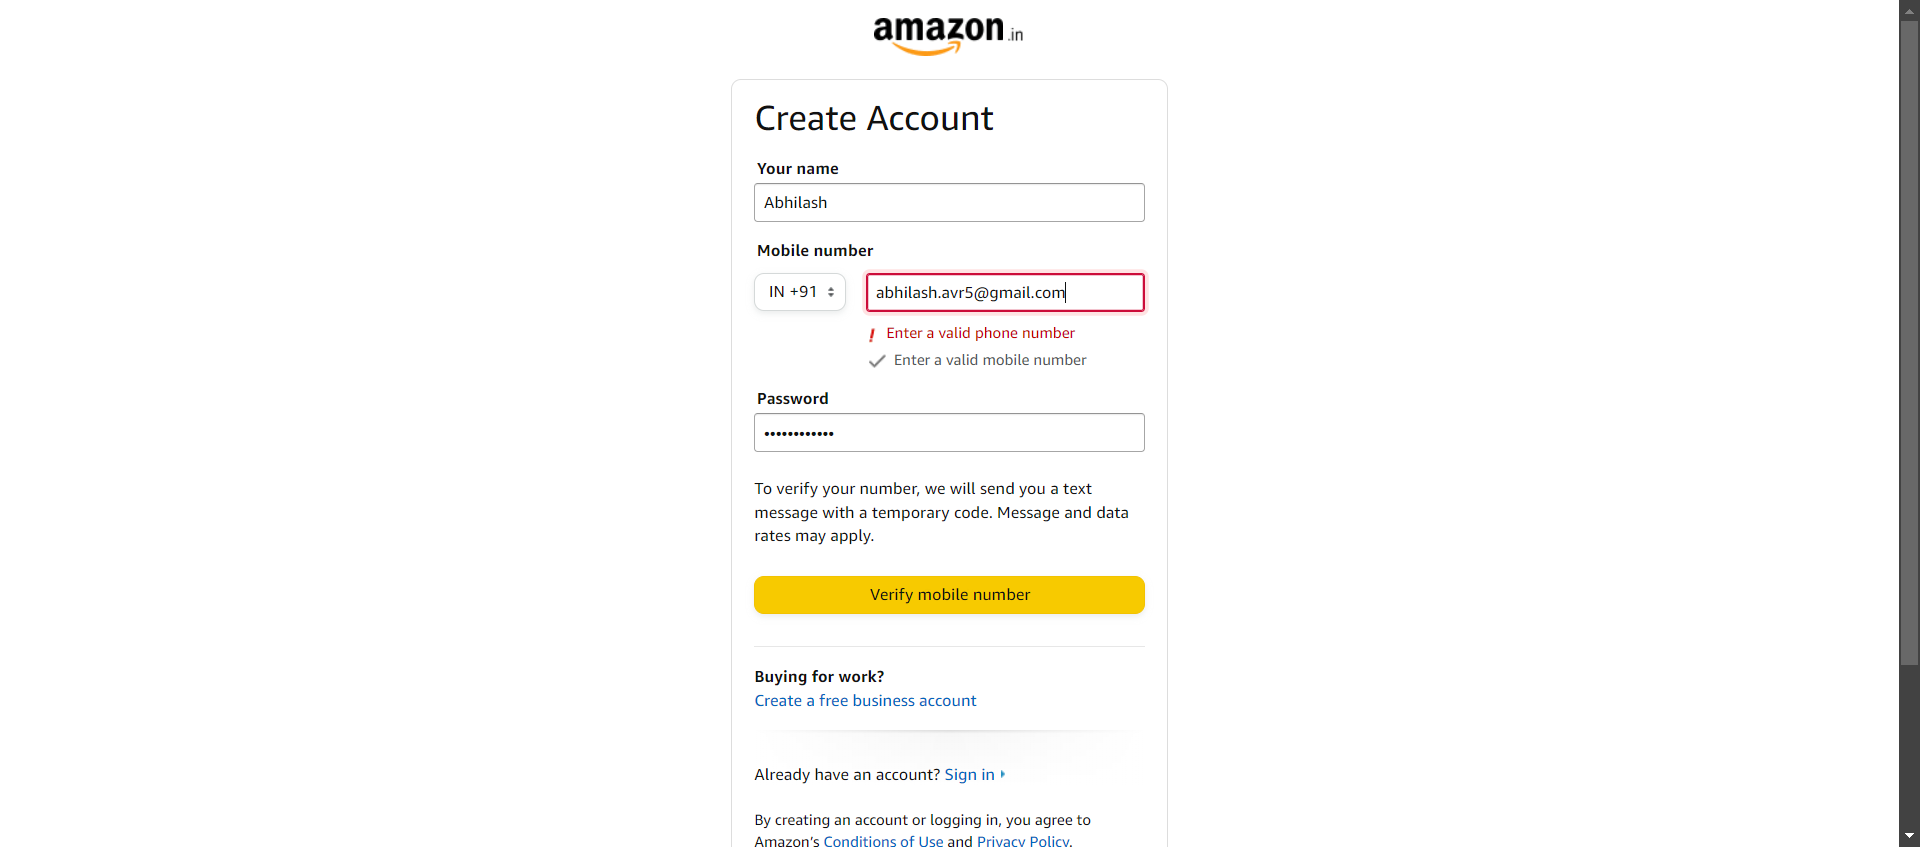 amazon.in
Create Account
Your name
Abhilash
Mobile number
IN +91
abhilash.avr5@gmail.com
Enter a valid phone number
Enter a valid mobile number
Password
••••••••••••
To verify your number, we will send you a text
message with a temporary code. Message and data
rates may apply.
Verify mobile number
Buying for work?
Create a free business account
Already have an account? Sign in
By creating an account or logging in, you agree to
Amazon’s Conditions of Use and Privacy Policy.